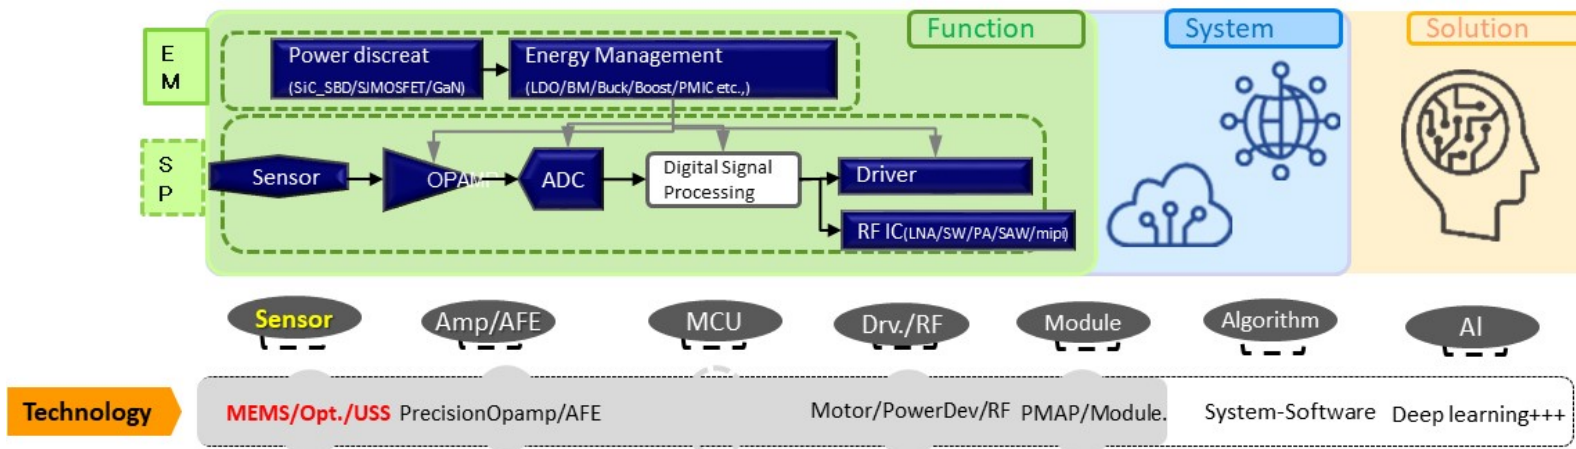 Function
System
Solution
E
M
Power discreat
(SiC_SBD/SJMOSFET/GaN)
Energy Management
(LDO/BM/Buck/Boost/PMIC etc.,)
S
P
Sensor
OPAMP
ADC
Digital Signal
Processing
Driver
RF IC(LNA/SW/PA/SAW/mipi)
Sensor
Amp/AFE
MCU
Drv./RF
Module
Algorithm
AI
Technology
MEMS/Opt./USS
PrecisionOpamp/AFE
Motor/PowerDev/RF
PMAP/Module.
System-Software
Deep learning+++